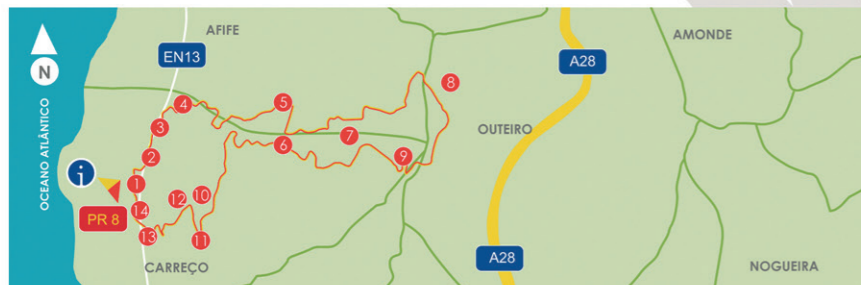 AFIFE
AMONDE
EN13
A28
N
OCEANO ATLÂNTICO
8
5
4
3
OUTEIRO
7
6
2
9
i
1
12
10
14
PR 8
13
11
A28
CARREÇO
NOGUEIRA